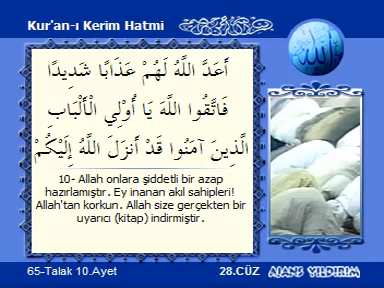 Kur'an-ı Kerim Hatmi
أَعَدَّ اللَّهُ لَهُمْ عَذَابًا شَدِيدًا
فَاتَّقُوا اللَّهَ يَا أُوْلِي الْأَلْبَابِ
الَّذِينَ آمَنُوا قَدْ أَنزَلَ اللَّهُ إِلَيْكُمْ
10- Allah onlara şiddetli bir azap
hazırlamıştır. Ey inanan akıl sahipleri!
Allah'tan korkun. Allah size gerçekten bir
uyarıcı (kitap) indirmiştir.
65-Talak 10.Ayet
28.CÜZ
AJANS YILDIRIM
الله